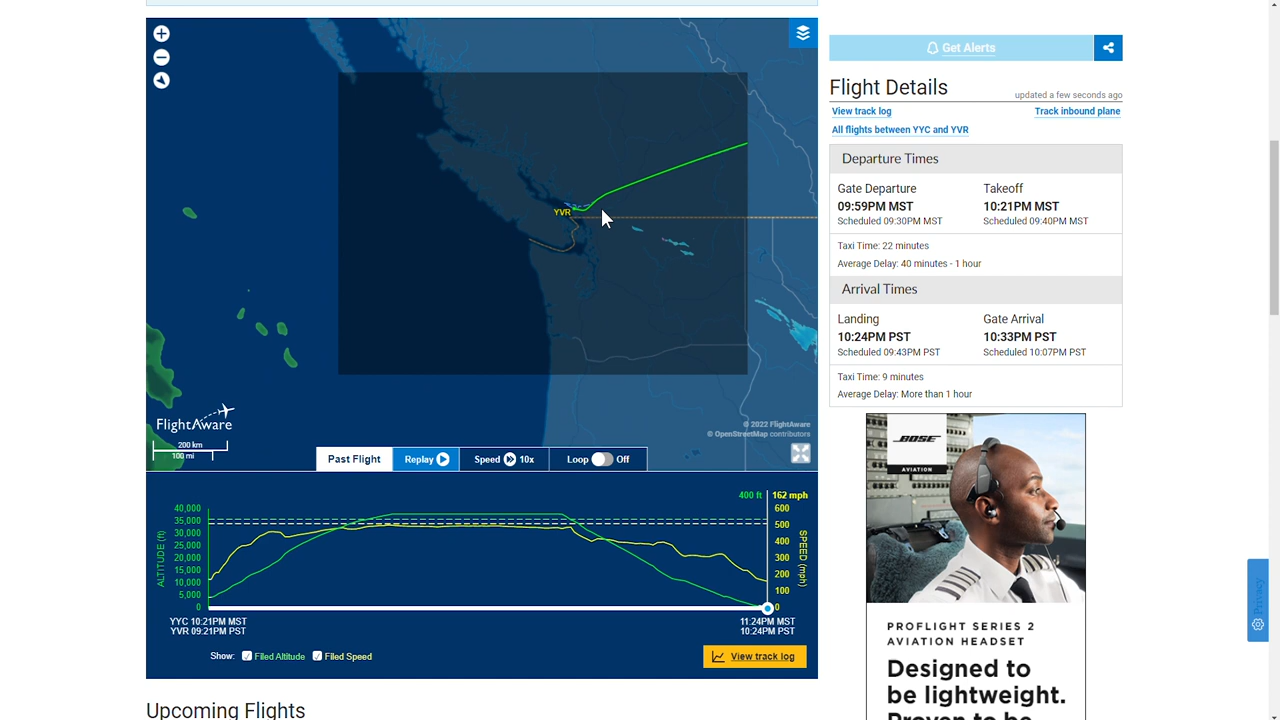 YVR
FlightAware
200 km
100 mi
© 2022 FlightAware
© OpenStreetMap contributors
Past Flight
Replay
Speed 10x
Loop Off
400 ft 162 mph
40,000
35,000
30,000
25,000
20,000
15,000
10,000
5,000
0
ALTITUDE (ft)
600
500
400
300
200
100
0
SPEED (mph)
YYC 10:21PM MST
YVR 09:21PM PST
11:24PM MST
10:24PM PST
Show: Filed Altitude Filed Speed
View track log
Upcoming Flights
Get Alerts
Flight Details
updated a few seconds ago
View track log
Track inbound plane
All flights between YYC and YVR
Departure Times
Gate Departure
09:59PM MST
Scheduled 09:30PM MST
Takeoff
10:21PM MST
Scheduled 09:40PM MST
Taxi Time: 22 minutes
Average Delay: 40 minutes - 1 hour
Arrival Times
Landing
10:24PM PST
Scheduled 09:43PM PST
Gate Arrival
10:33PM PST
Scheduled 10:07PM PST
Taxi Time: 9 minutes
Average Delay: More than 1 hour
BOSE
AVIATION
PROFLIGHT SERIES 2
AVIATION HEADSET
Designed to
be lightweight.
Proven to be
Privacy